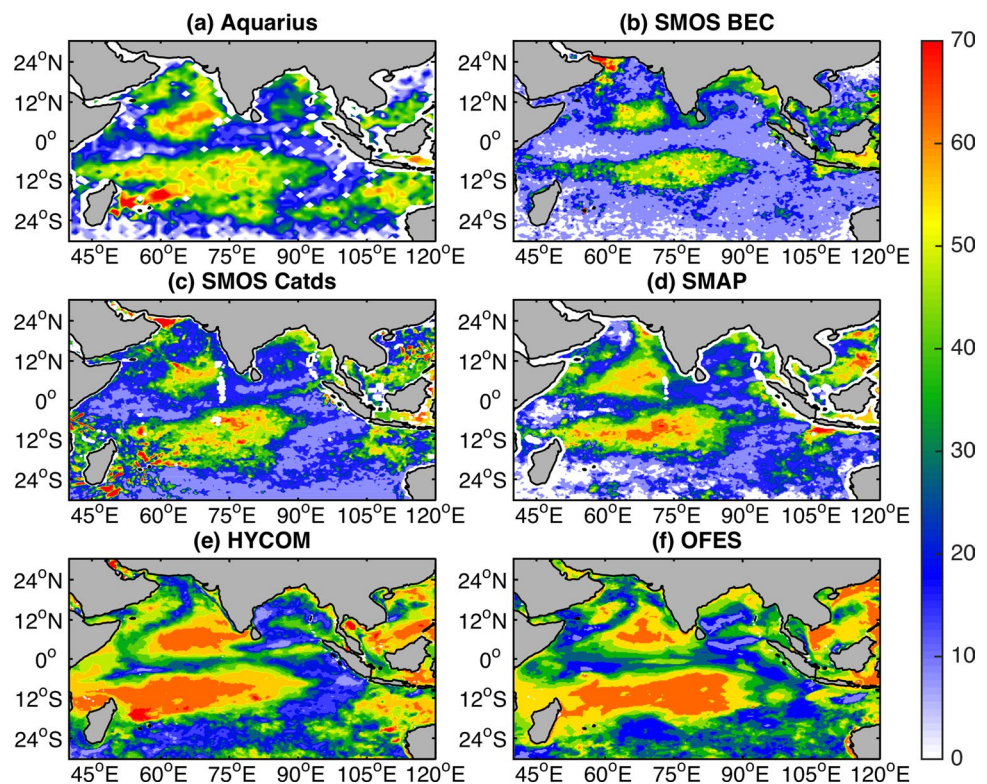 (a) Aquarius (b) SMOS BEC
24°N 24°N 70
12°N 12°N
0° 0° 60
12°S 12°S
24°S 24°S
45°E 60°E 75°E 90°E 105°E 120°E 45°E 60°E 75°E 90°E 105°E 120°E 50
(c) SMOS Catds (d) SMAP
24°N 24°N
12°N 12°N 40
0° 0°
12°S 12°S 30
24°S 24°S
45°E 60°E 75°E 90°E 105°E 120°E 45°E 60°E 75°E 90°E 105°E 120°E
(e) HYCOM (f) OFES 20
24°N 24°N
12°N 12°N
0° 0° 10
12°S 12°S
24°S 24°S 0
45°E 60°E 75°E 90°E 105°E 120°E 45°E 60°E 75°E 90°E 105°E 120°E